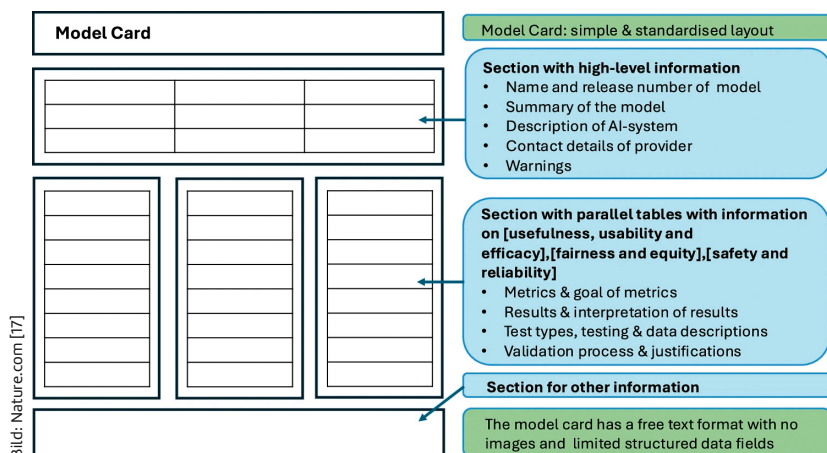 Model Card
Model Card: simple & standardised layout
Section with high-level information
• Name and release number of model
• Summary of the model
• Description of AI-system
• Contact details of provider
• Warnings
Section with parallel tables with information
on [usefulness, usability and
efficacy],[fairness and equity],[safety and
reliability]
• Metrics & goal of metrics
• Results & interpretation of results
• Test types, testing & data descriptions
• Validation process & justifications
Section for other information
The model card has a free text format with no
images and limited structured data fields
Bild: Nature.com [17]